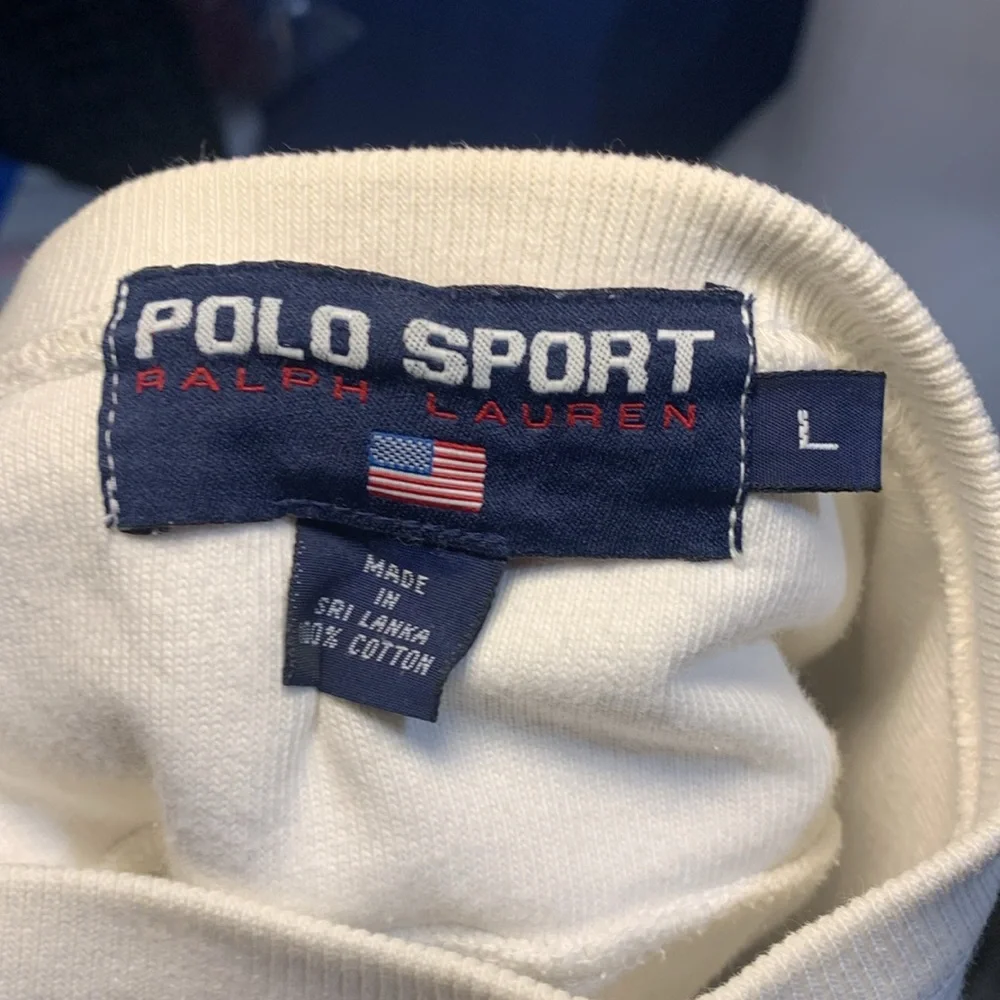 POLO SPORT
RALPH LAUREN
L
MADE
IN
SRI LANKA
00% COTTON